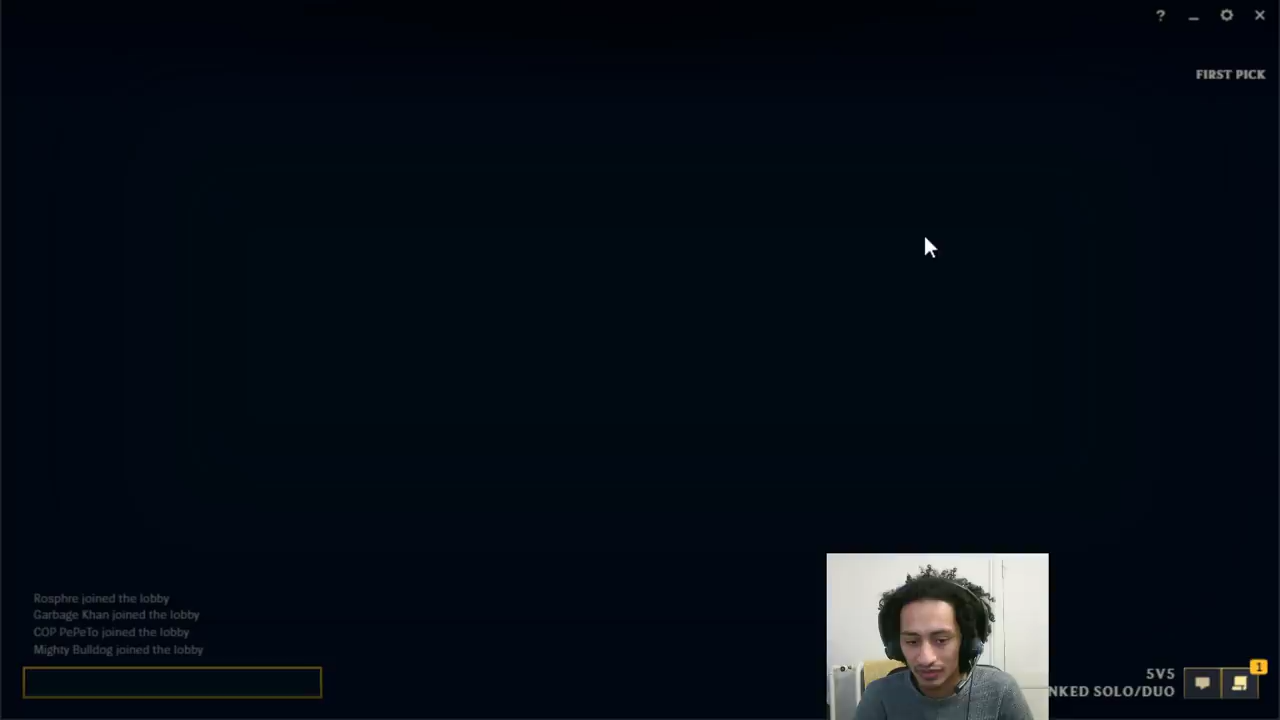 ?
FIRST PICK
Rosphre joined the lobby
Garbage Khan joined the lobby
COP PePeTo joined the lobby
Mighty Bulldog joined the lobby
5V5
NKED SOLO/DUO
1